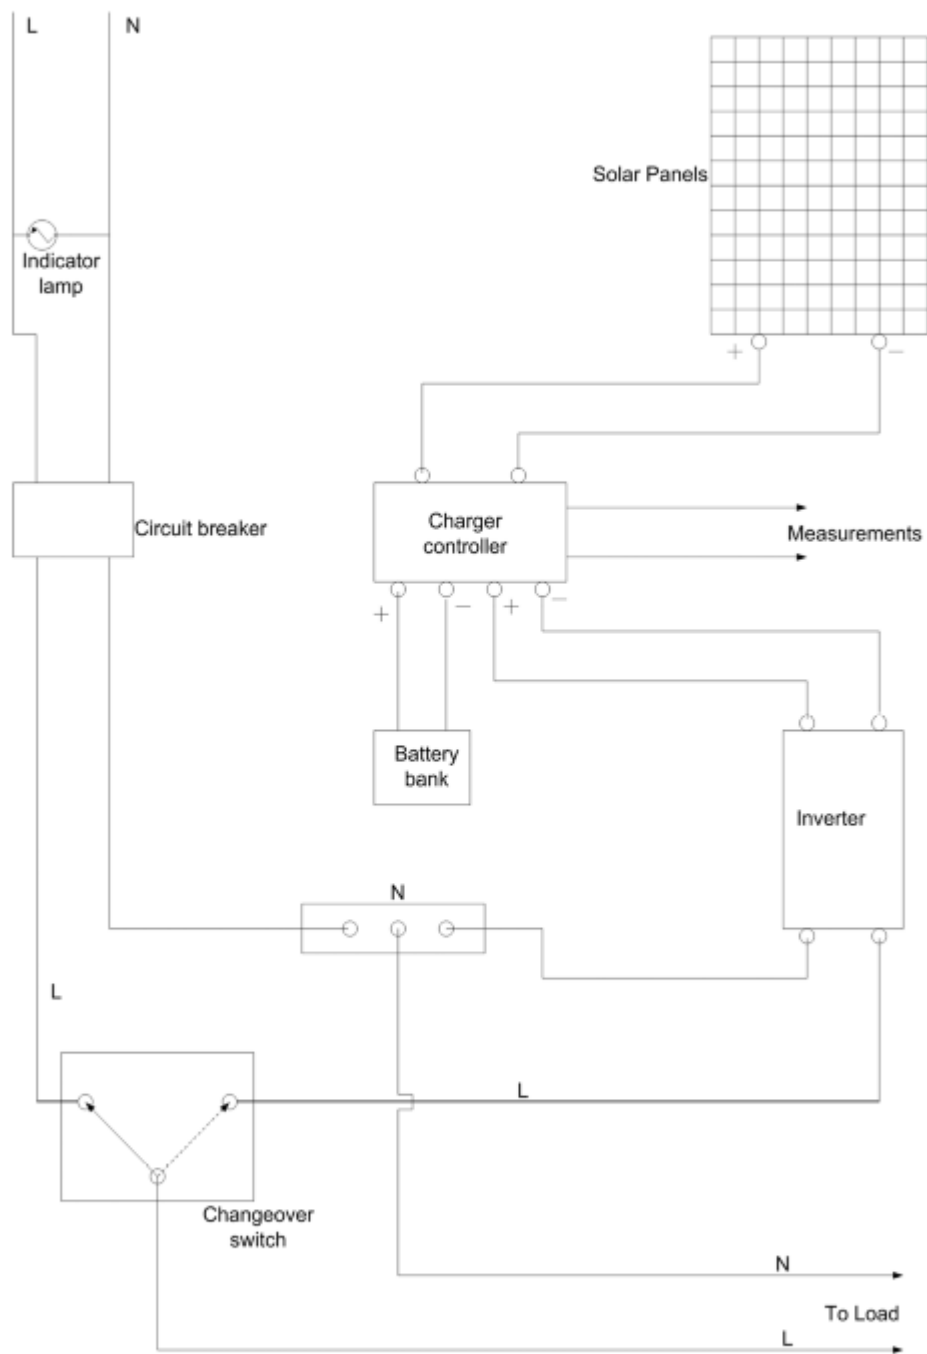 L
N
Solar Panels
Indicator
lamp
+
−
Circuit breaker
Charger
controller
Measurements
+
−
+
−
Battery
bank
Inverter
N
L
L
Changeover
switch
N
To Load
L